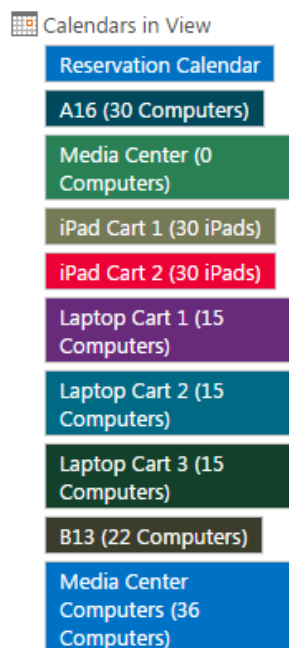 Calendars in View
Reservation Calendar
A16 (30 Computers)
Media Center (0
Computers)
iPad Cart 1 (30 iPads)
iPad Cart 2 (30 iPads)
Laptop Cart 1 (15
Computers)
Laptop Cart 2 (15
Computers)
Laptop Cart 3 (15
Computers)
B13 (22 Computers)
Media Center
Computers (36
Computers)